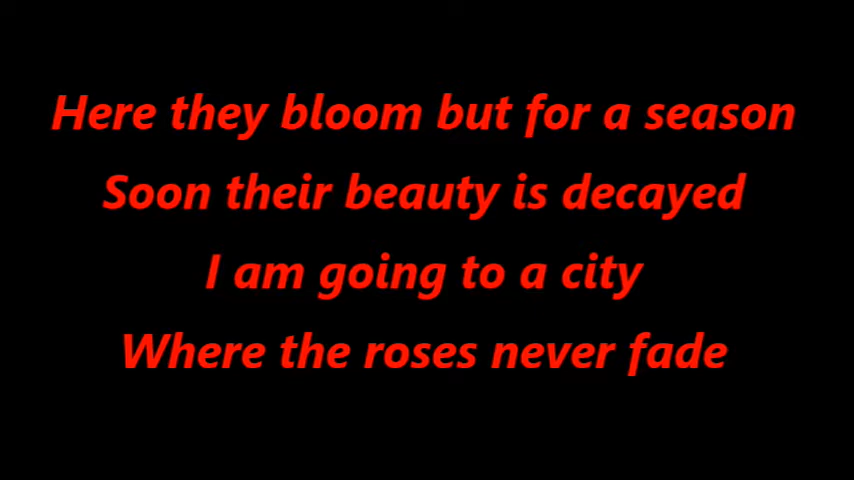 Here they bloom but for a season
Soon their beauty is decayed
I am going to a city
Where the roses never fade